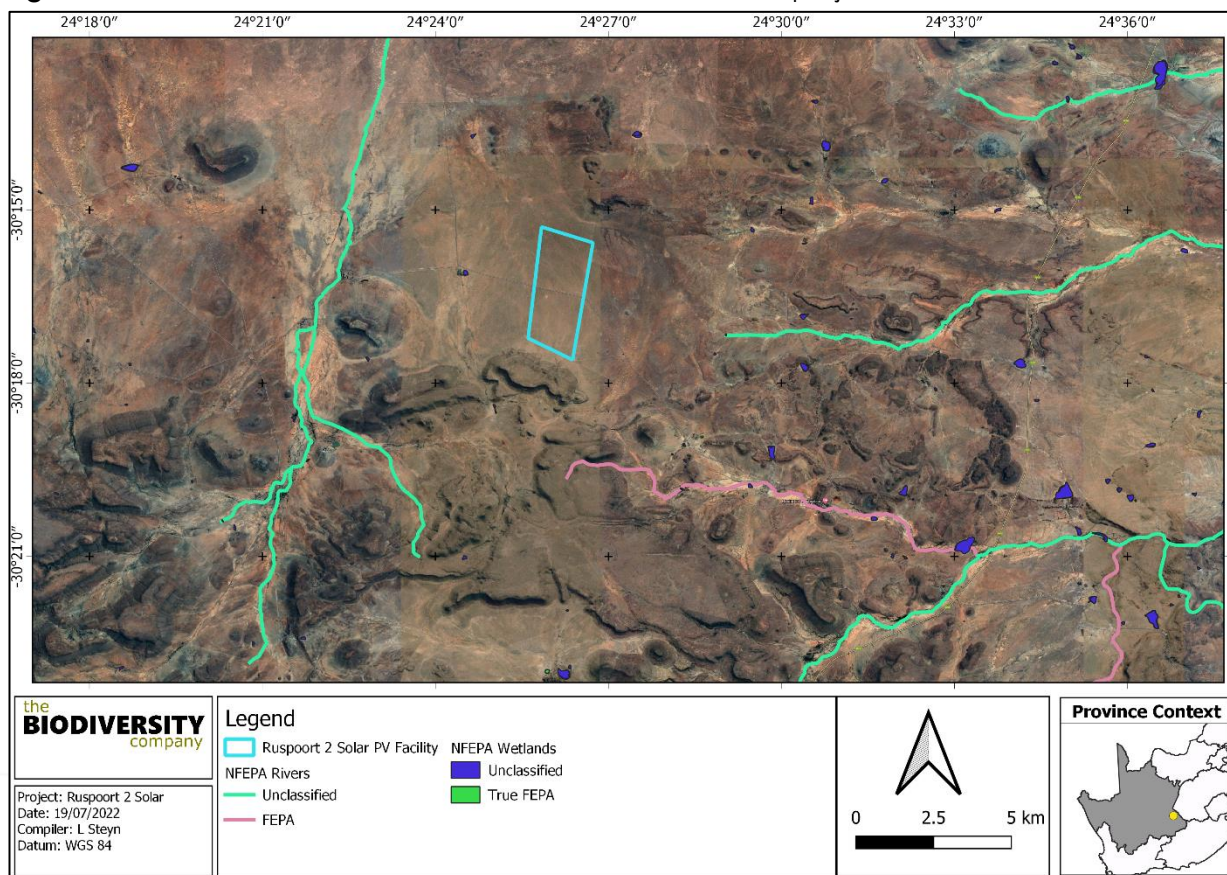 24°18′0″ 24°21′0″ 24°24′0″ 24°27′0″ 24°30′0″ 24°33′0″ 24°36′0″
-30°15′0″
-30°18′0″
-30°21′0″
the
BIODIVERSITY
company
Project: Ruspoort 2 Solar
Date: 19/07/2022
Compiler: L Steyn
Datum: WGS 84
Legend
Ruspoort 2 Solar PV Facility
NFEPA Rivers
Unclassified
FEPA
NFEPA Wetlands
Unclassified
True FEPA
0 2.5 5 km
Province Context